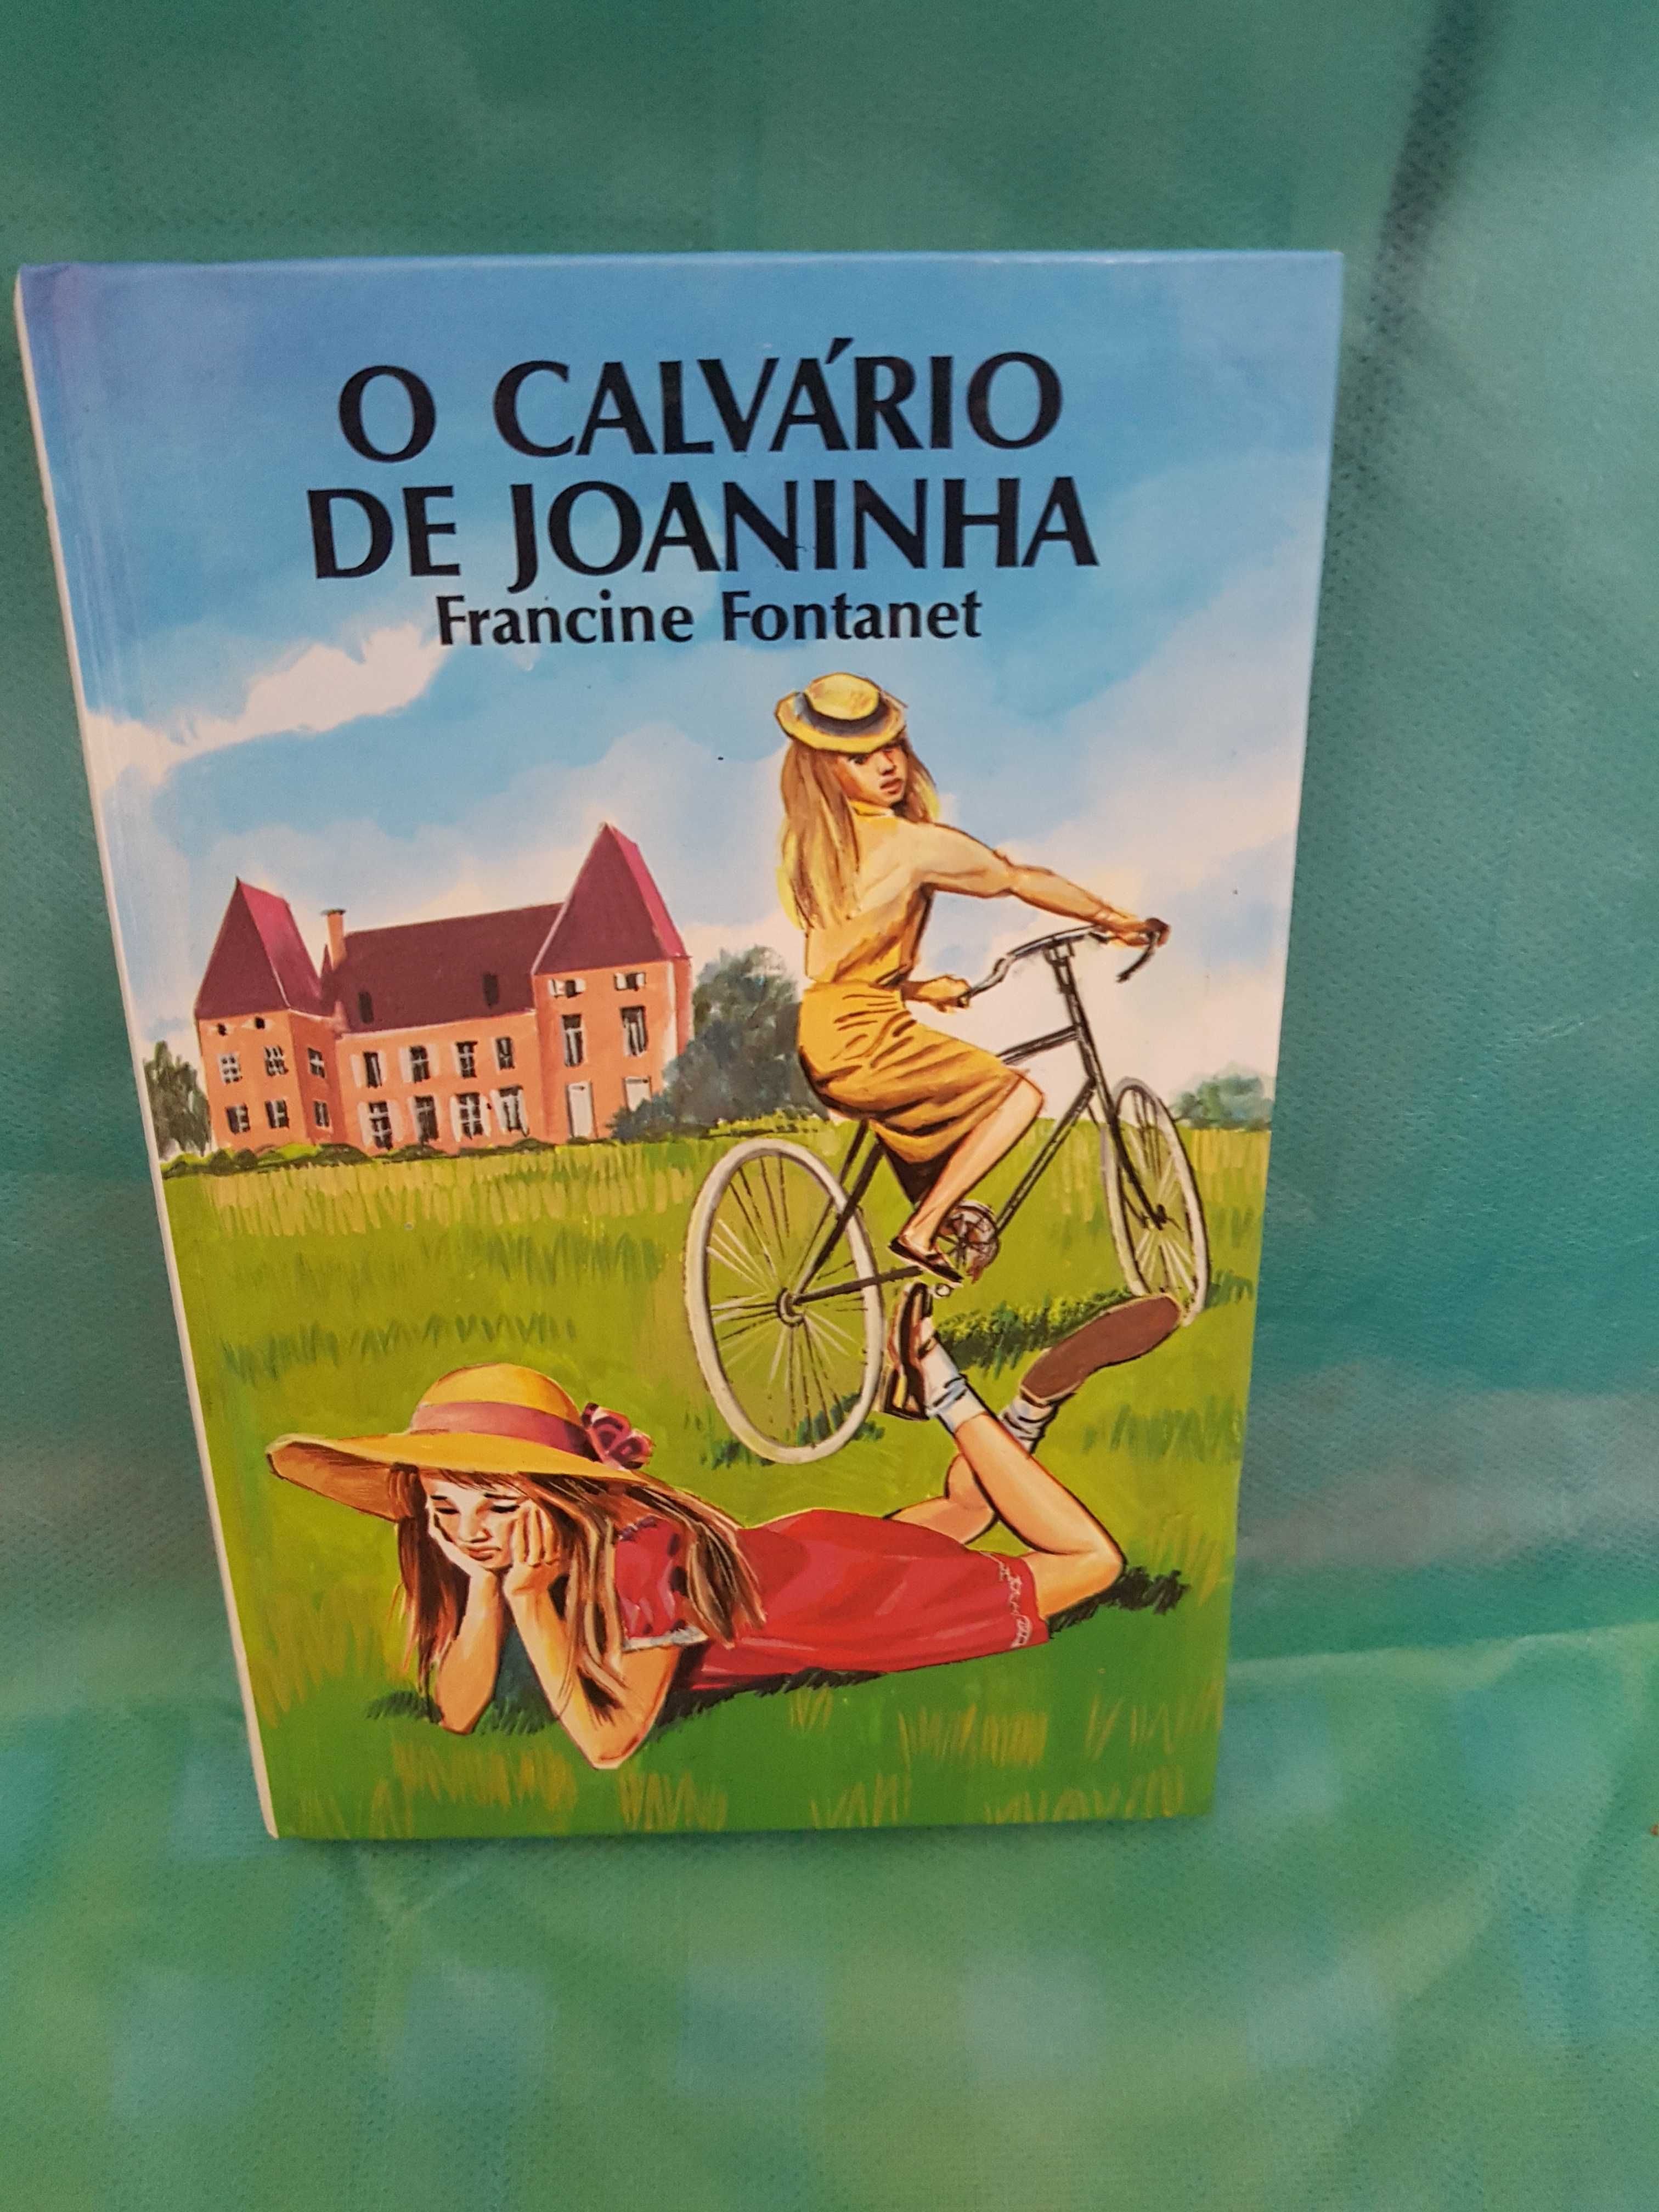 O CALVÁRIO
DE JOANINHA
Francine Fontanet